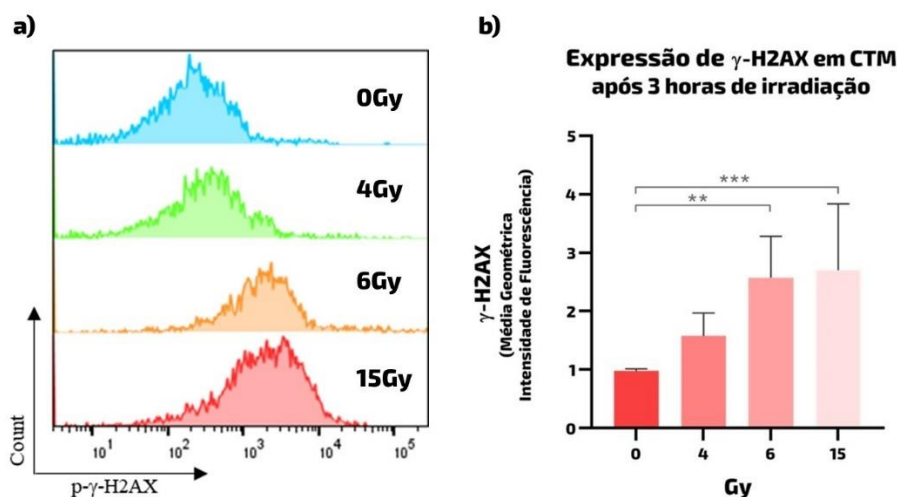 a)
0Gy
4Gy
6Gy
15Gy
Count
10¹ 10² 10³ 10⁴ 10⁵
p-γ-H2AX
b)
Expressão de γ-H2AX em CTM
após 3 horas de irradiação
γ-H2AX
(Média Geométrica
Intensidade de Fluorescência)
5
4
3
2
1
0
***
**
0 4 6 15
Gy